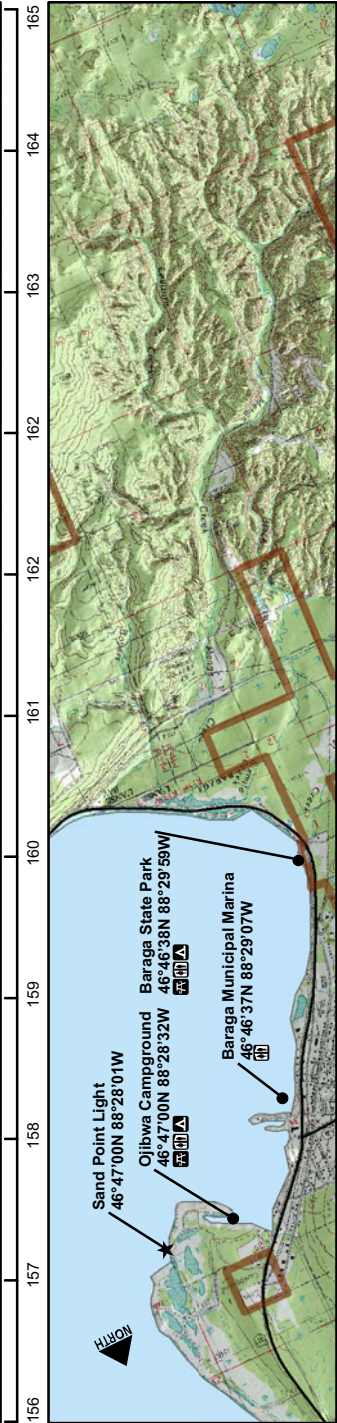 156
157
158
159
160
161
162
162
163
164
165
NORTH
Sand Point Light
46°47'00N 88°28'01W
Ojibwa Campground
46°47'00N 88°28'32W
Baraga State Park
46°46'38N 88°29'59W
Baraga Municipal Marina
46°46'37N 88°29'07W